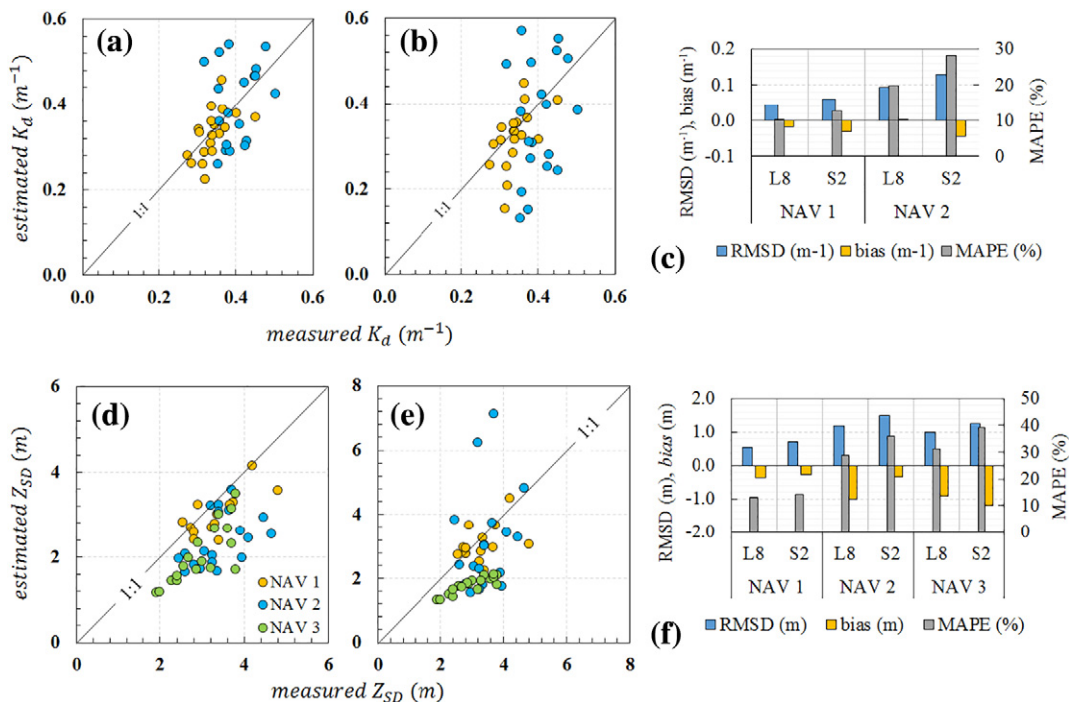 (a)
(b)
estimated K_d (m⁻¹)
0.6
0.4
0.2
0.0
0.0 0.2 0.4 0.6
1:1
0.6
0.4
0.2
0.0
0.0 0.2 0.4 0.6
1:1
measured K_d (m⁻¹)
RMSD (m⁻¹), bias (m⁻¹)
0.2
0.1
0.0
-0.1
30
20
10
0
MAPE (%)
L8 S2 L8 S2
NAV 1 NAV 2
(c)
RMSD (m-1) bias (m-1) MAPE (%)
(d)
(e)
estimated Z_SD (m)
6
4
2
0
0 2 4 6
1:1
NAV 1
NAV 2
NAV 3
8
6
4
2
0
0 2 4 6 8
1:1
measured Z_SD (m)
RMSD (m), bias (m)
2.0
1.0
0.0
-1.0
-2.0
50
40
30
20
10
0
MAPE (%)
L8 S2 L8 S2 L8 S2
NAV 1 NAV 2 NAV 3
(f)
RMSD (m) bias (m) MAPE (%)